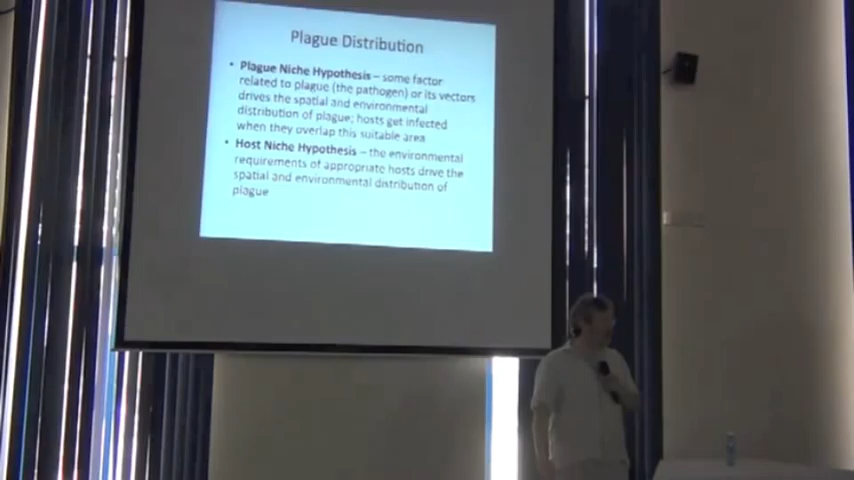 Plague Distribution
• Plague Niche Hypothesis – some factor
related to plague (the pathogen) or its vectors
drives the spatial and environmental
distribution of plague; hosts get infected
when they overlap this suitable area
• Host Niche Hypothesis – the environmental
requirements of appropriate hosts drive the
spatial and environmental distribution of
plague